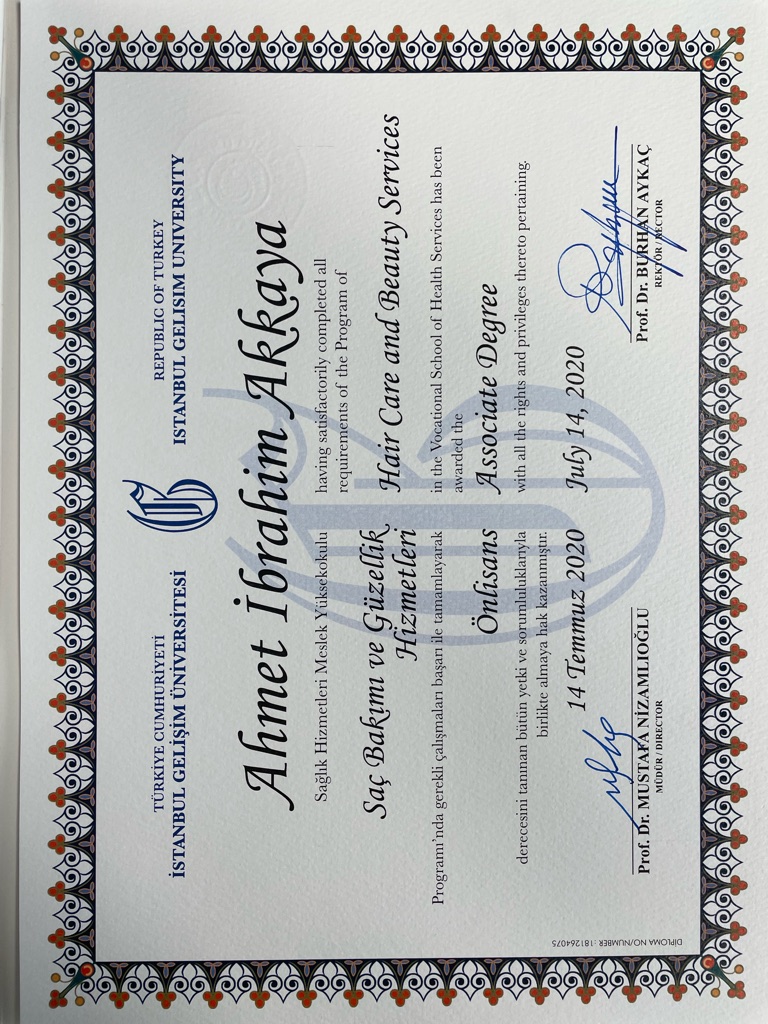 TÜRKİYE CUMHURİYETİ
İSTANBUL GELİŞİM ÜNİVERSİTESİ
REPUBLIC OF TURKEY
ISTANBUL GELISIM UNIVERSITY
Ahmet İbrahim Akkaya
Sağlık Hizmetleri Meslek Yüksekokulu
Saç Bakımı ve Güzellik
Hizmetleri
Programı'nda gerekli çalışmaları başarı ile tamamlayarak
Önlisans
derecesini tanınan bütün yetki ve sorumluluklarıyla
birlikte almaya hak kazanmıştır.
14 Temmuz 2020
having satisfactorily completed all
requirements of the Program of
Hair Care and Beauty Services
in the Vocational School of Health Services has been
awarded the
Associate Degree
with all the rights and privileges thereto pertaining.
July 14, 2020
Prof. Dr. MUSTAFA NİZAMLIOĞLU
MÜDÜR / DIRECTOR
Prof. Dr. BURHAN AYKAÇ
REKTÖR / RECTOR
DİPLOMA NO/NUMBER :181264075